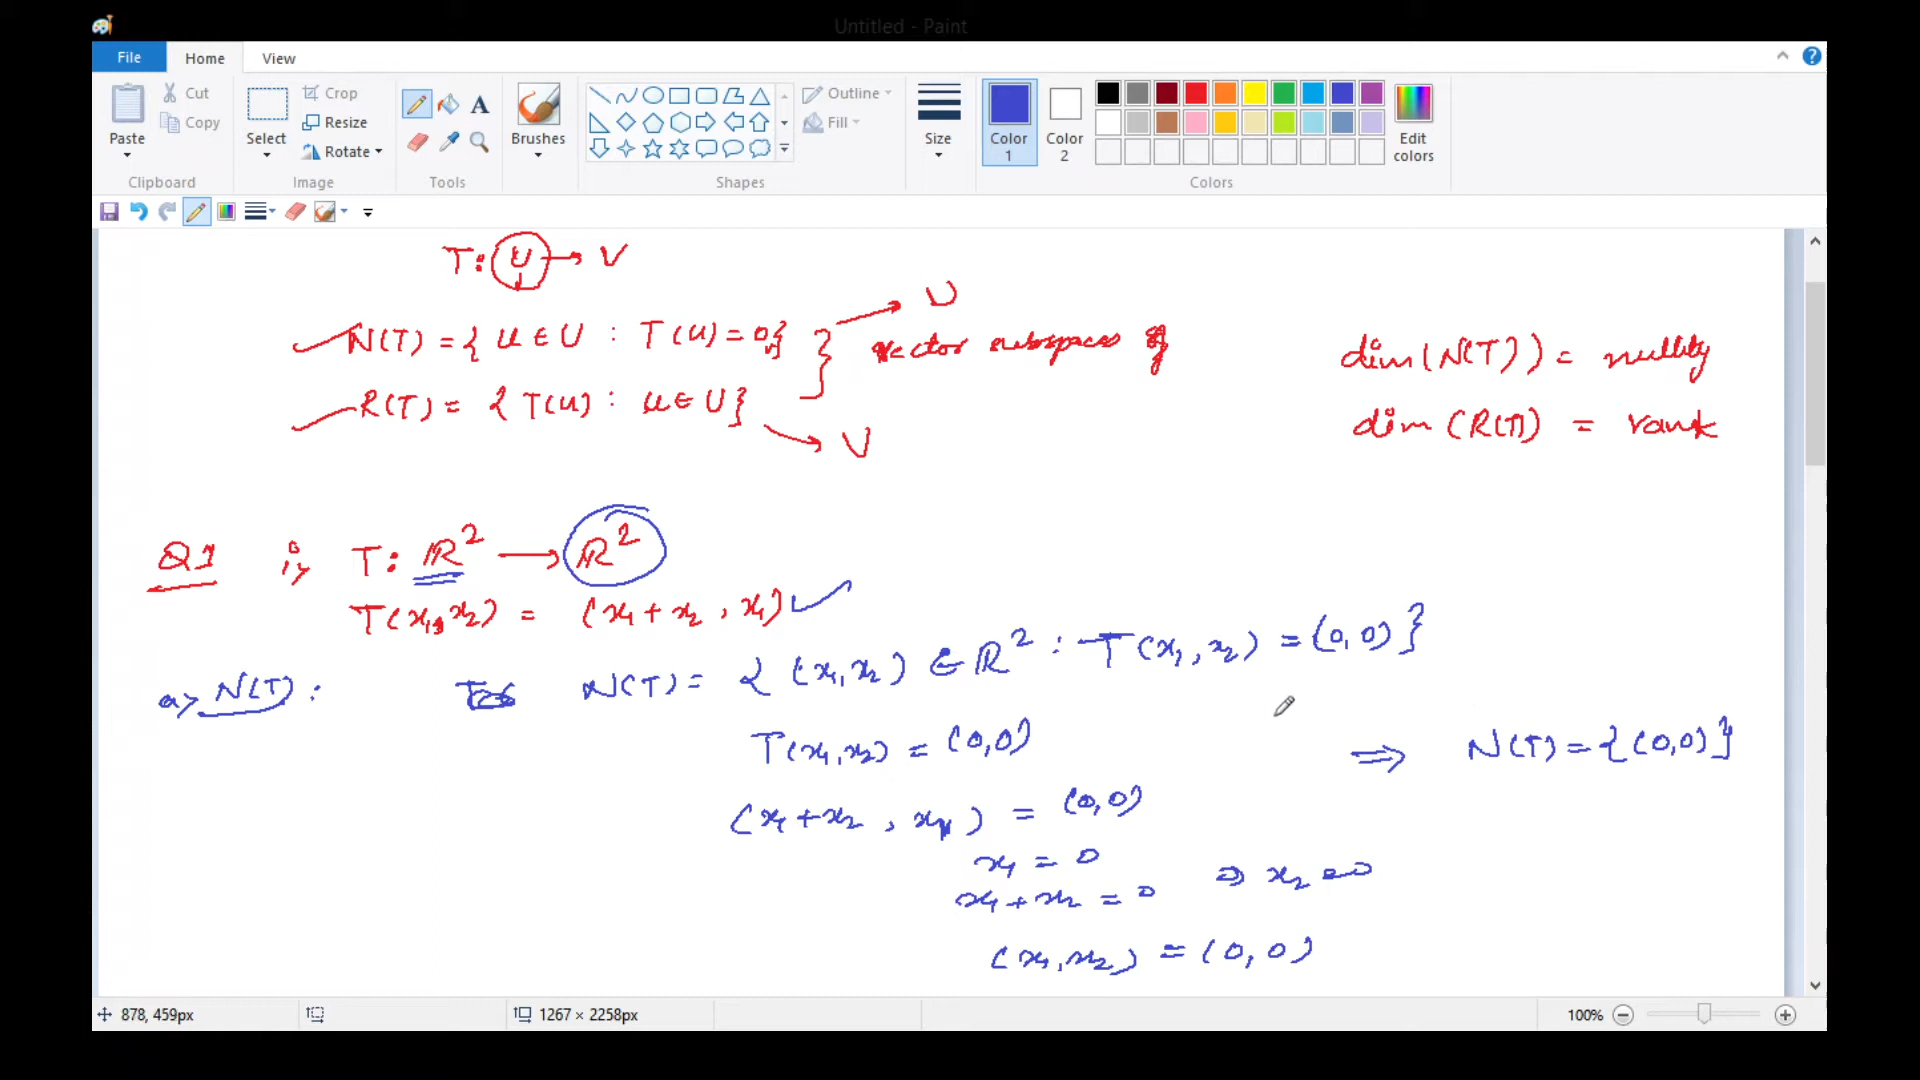 Untitled - Paint
File Home View
Paste Cut Copy Clipboard
Select Crop Resize Rotate Image
Tools
Brushes
Shapes
Outline Fill
Size
Color 1 Color 2
Edit colors
Colors
T: U → V
N(T) = { u ∈ U : T(u) = 0ᵥ} → U
vector subspaces of
R(T) = { T(u) : u ∈ U} → V
dim(N(T)) = nullity
dim (R(T)) = rank
Q1 i) T: ℝ² → ℝ²
T(x₁, x₂) = (x₁ + x₂ , x₁) ✓
a) N(T) : N(T) = { (x₁, x₂) ∈ ℝ² : T(x₁, x₂) = (0, 0) }
T(x₁, x₂) = (0, 0)
⇒ N(T) = {(0,0)}
(x₁ + x₂ , x₁) = (0, 0)
x₁ = 0
x₁ + x₂ = 0 ⇒ x₂ = 0
(x₁, x₂) = (0, 0)
878, 459px 1267 × 2258px 100%